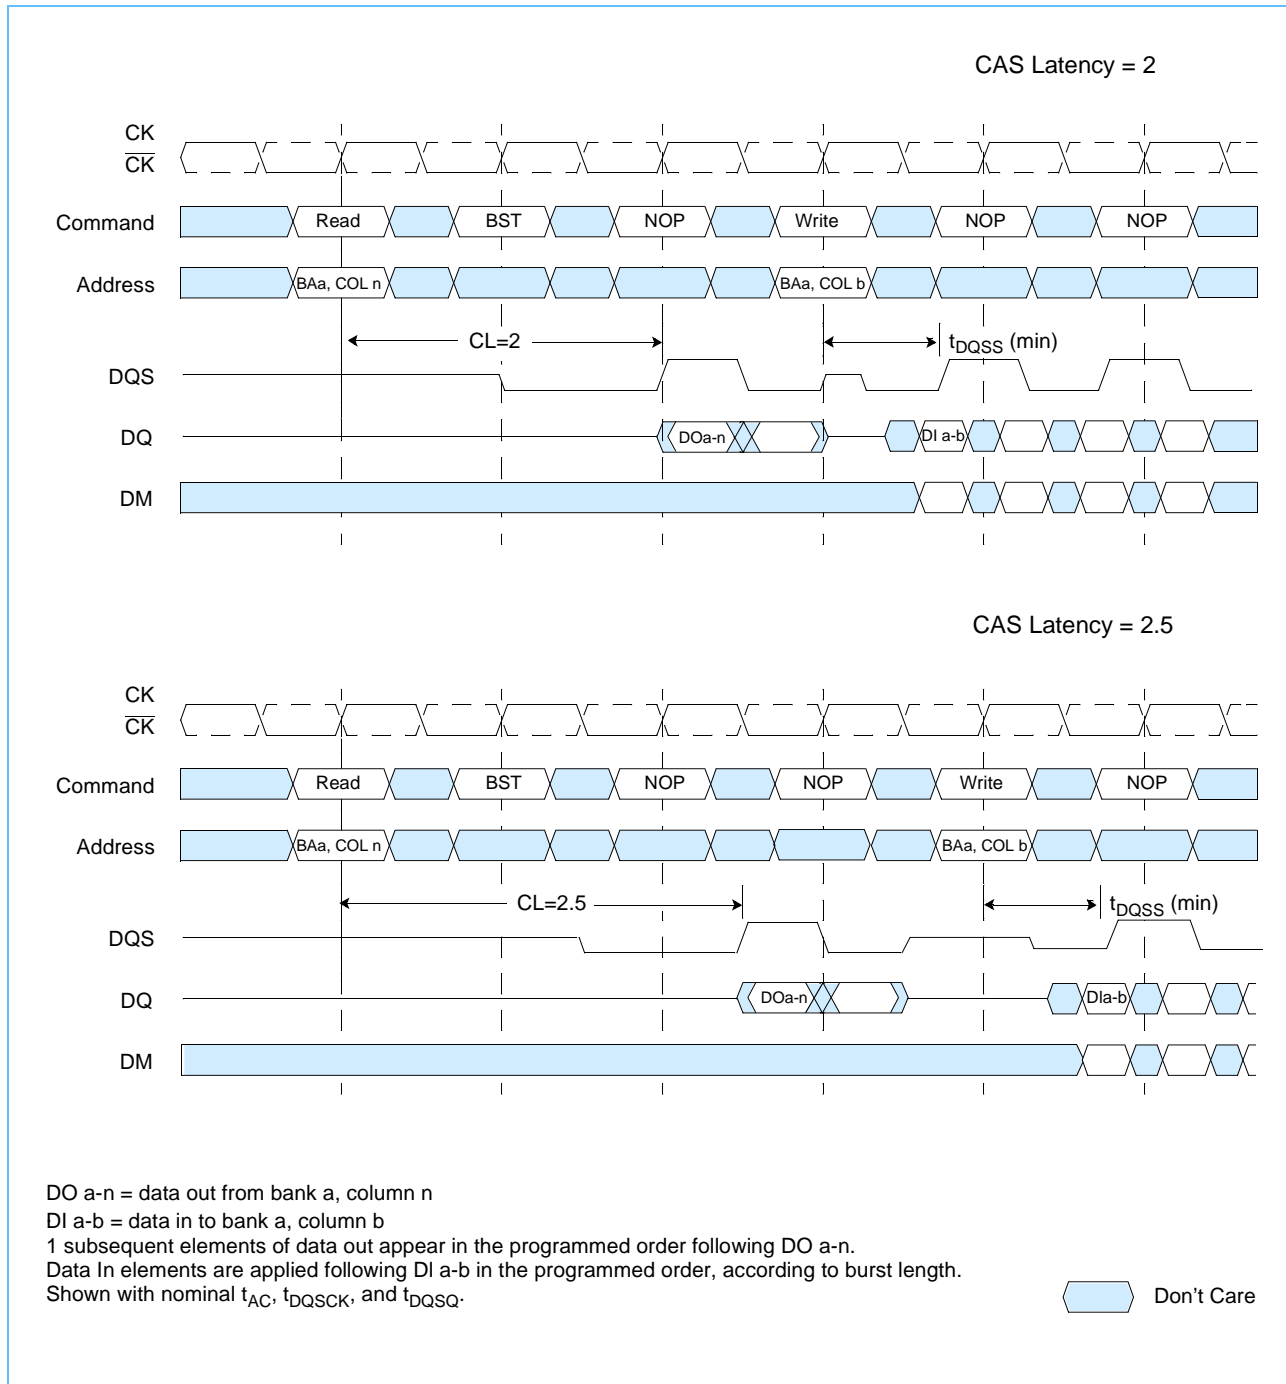 CAS Latency = 2
CK
CK
Command Read BST NOP Write NOP NOP
Address BAa, COL n BAa, COL b
CL=2 tDQSS (min)
DQS
DQ DOa-n DI a-b
DM
CAS Latency = 2.5
CK
CK
Command Read BST NOP NOP Write NOP
Address BAa, COL n BAa, COL b
CL=2.5 tDQSS (min)
DQS
DQ DOa-n DIa-b
DM
DO a-n = data out from bank a, column n
DI a-b = data in to bank a, column b
1 subsequent elements of data out appear in the programmed order following DO a-n.
Data In elements are applied following DI a-b in the programmed order, according to burst length.
Shown with nominal tAC, tDQSCK, and tDQSQ.
Don't Care